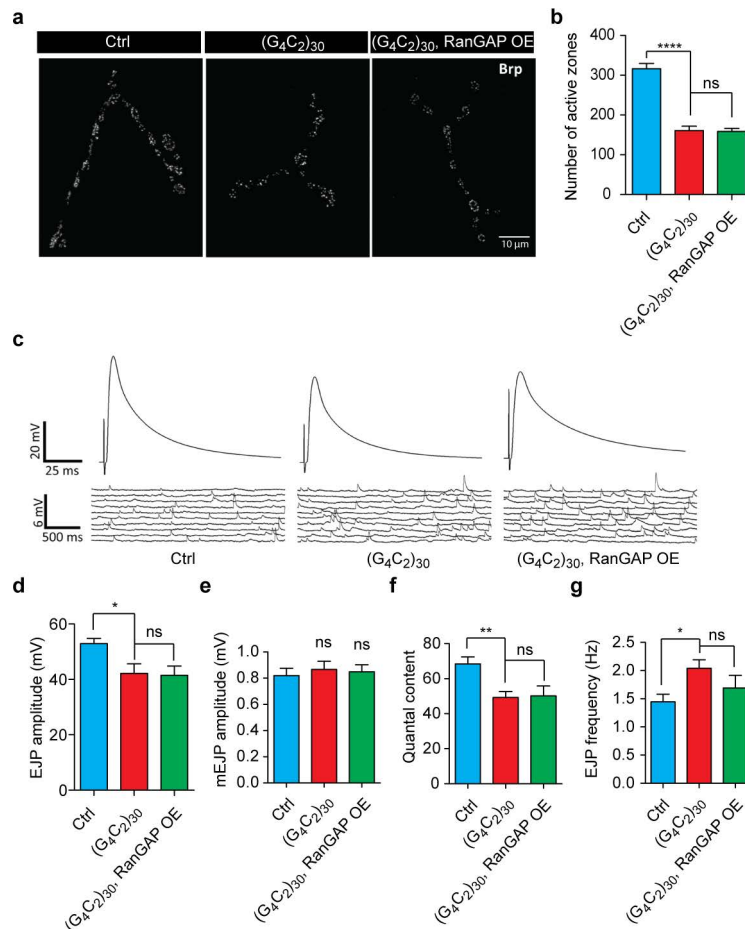 a
Ctrl
(G₄C₂)₃₀
(G₄C₂)₃₀, RanGAP OE
Brp
10 µm
b
Number of active zones
400
300
200
100
0
****
ns
Ctrl
(G₄C₂)₃₀
(G₄C₂)₃₀, RanGAP OE
c
20 mV
25 ms
6 mV
500 ms
Ctrl
(G₄C₂)₃₀
(G₄C₂)₃₀, RanGAP OE
d
EJP amplitude (mV)
60
40
20
0
*
ns
Ctrl
(G₄C₂)₃₀
(G₄C₂)₃₀, RanGAP OE
e
mEJP amplitude (mV)
1.0
0.8
0.6
0.4
0.2
0.0
ns
ns
Ctrl
(G₄C₂)₃₀
(G₄C₂)₃₀, RanGAP OE
f
Quantal content
80
60
40
20
0
**
ns
Ctrl
(G₄C₂)₃₀
(G₄C₂)₃₀, RanGAP OE
g
EJP frequency (Hz)
2.5
2.0
1.5
1.0
0.5
0.0
*
ns
Ctrl
(G₄C₂)₃₀
(G₄C₂)₃₀, RanGAP OE